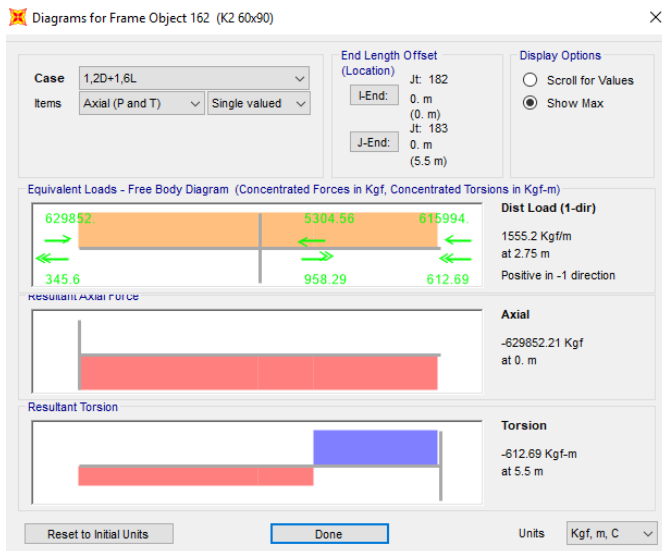 Diagrams for Frame Object 162 (K2 60x90)
Case 1,2D+1,6L
Items Axial (P and T) Single valued
End Length Offset
(Location)
I-End:
Jt: 182
0. m
(0. m)
J-End:
Jt: 183
0. m
(5.5 m)
Display Options
Scroll for Values
Show Max
Equivalent Loads - Free Body Diagram (Concentrated Forces in Kgf, Concentrated Torsions in Kgf-m)
629852. 5304.56 615994.
345.6 958.29 612.69
Dist Load (1-dir)
1555.2 Kgf/m
at 2.75 m
Positive in -1 direction
Resultant Axial Force
Axial
-629852.21 Kgf
at 0. m
Resultant Torsion
Torsion
-612.69 Kgf-m
at 5.5 m
Reset to Initial Units Done Units Kgf, m, C